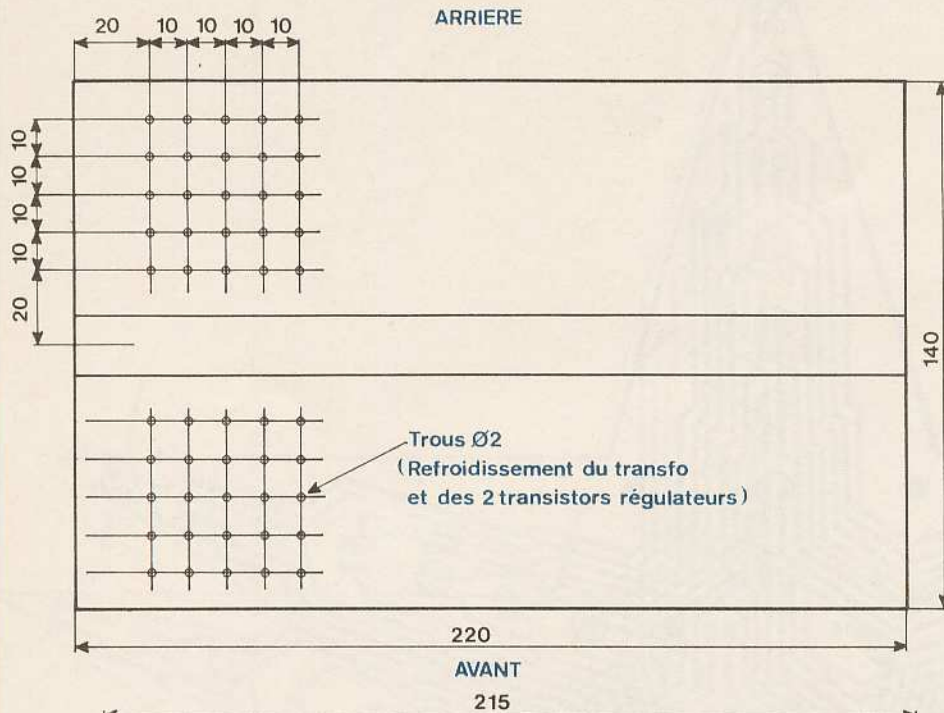 ARRIERE
20 10 10 10 10
10
10
10
10
20
140
Trous Ø2
(Refroidissement du transfo
et des 2 transistors régulateurs)
220
AVANT
215